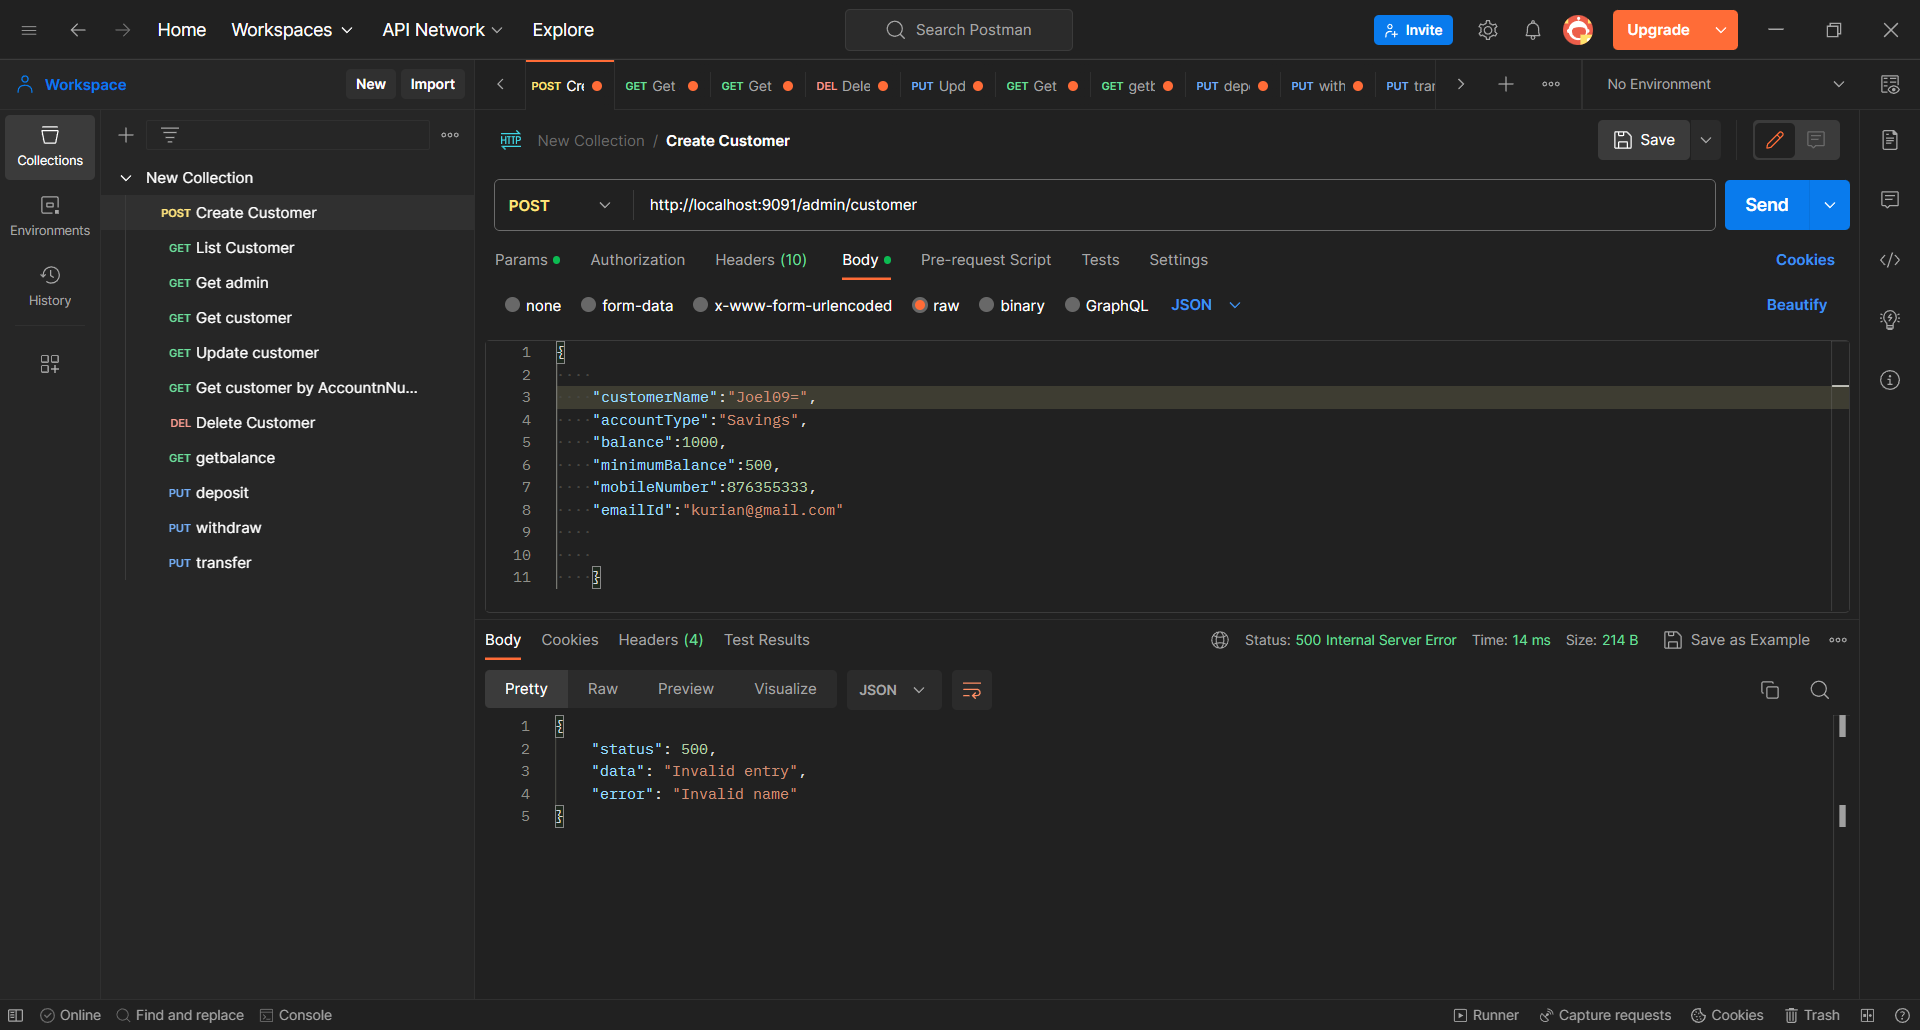 Home Workspaces API Network Explore Search Postman Invite Upgrade
Workspace New Import POST Cre GET Get GET Get DEL Dele PUT Upd GET Get GET getb PUT depo PUT with PUT tran No Environment
Collections
Environments
History
New Collection
POST Create Customer
GET List Customer
GET Get admin
GET Get customer
GET Update customer
GET Get customer by AccountnNu...
DEL Delete Customer
GET getbalance
PUT deposit
PUT withdraw
PUT transfer
HTTP New Collection / Create Customer Save
POST http://localhost:9091/admin/customer Send
Params Authorization Headers (10) Body Pre-request Script Tests Settings Cookies
none form-data x-www-form-urlencoded raw binary GraphQL JSON Beautify
1 {
2
3 "customerName":"Joel09=",
4 "accountType":"Savings",
5 "balance":1000,
6 "minimumBalance":500,
7 "mobileNumber":876355333,
8 "emailId":"kurian@gmail.com"
9
10
11 }
Body Cookies Headers (4) Test Results Status: 500 Internal Server Error Time: 14 ms Size: 214 B Save as Example
Pretty Raw Preview Visualize JSON
1 {
2 "status": 500,
3 "data": "Invalid entry",
4 "error": "Invalid name"
5 }
Online Find and replace Console Runner Capture requests Cookies Trash